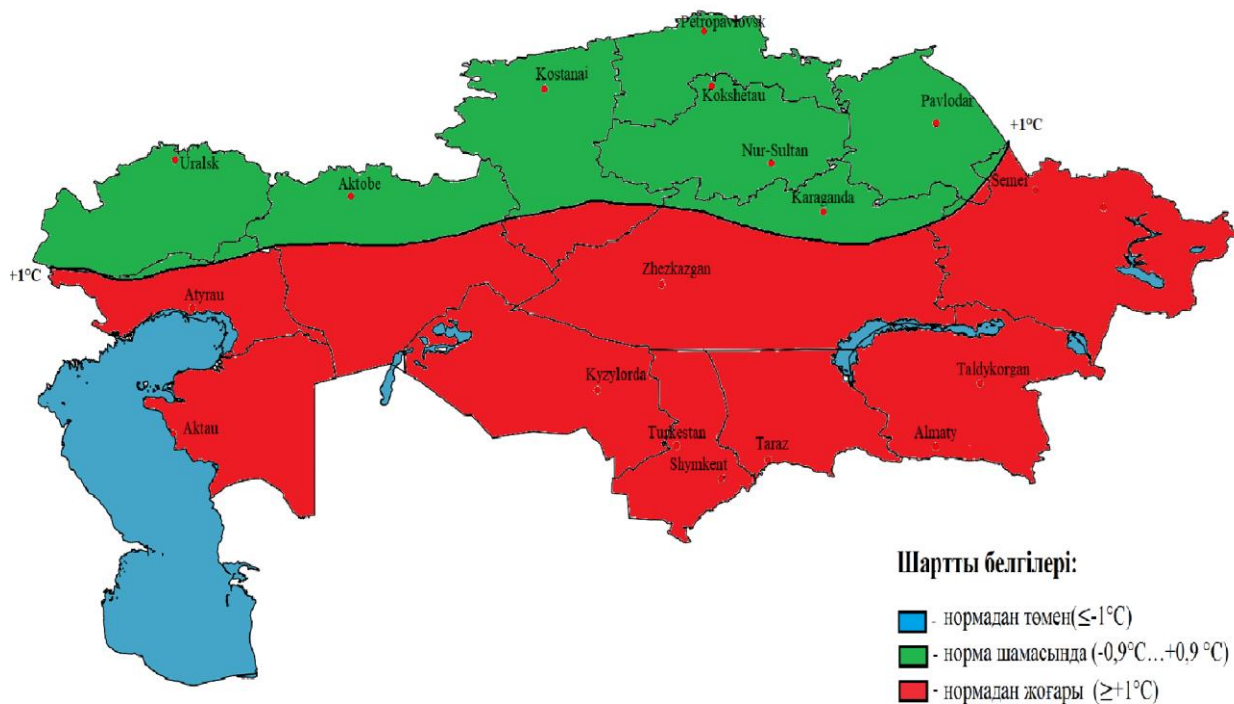 Petropavlovsk
Kostanai
Kokshetau
Pavlodar
+1°C
Uralsk
Nur-Sultan
Aktobe
Semei
Karaganda
+1°C
Zhezkazgan
Atyrau
Kyzylorda
Taldykorgan
Aktau
Turkestan
Taraz
Almaty
Shymkent
Шартты белгілері:
- нормадан төмен(≤-1°C)
- норма шамасында (-0,9°C…+0,9 °C)
- нормадан жоғары (≥+1°C)